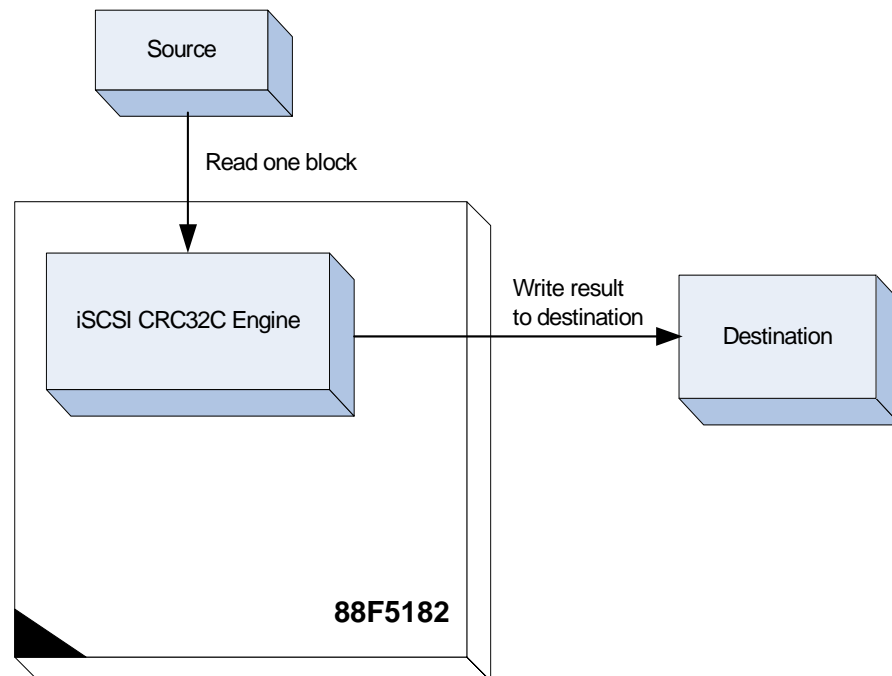 Source
Read one block
iSCSI CRC32C Engine
Write result
to destination
Destination
88F5182